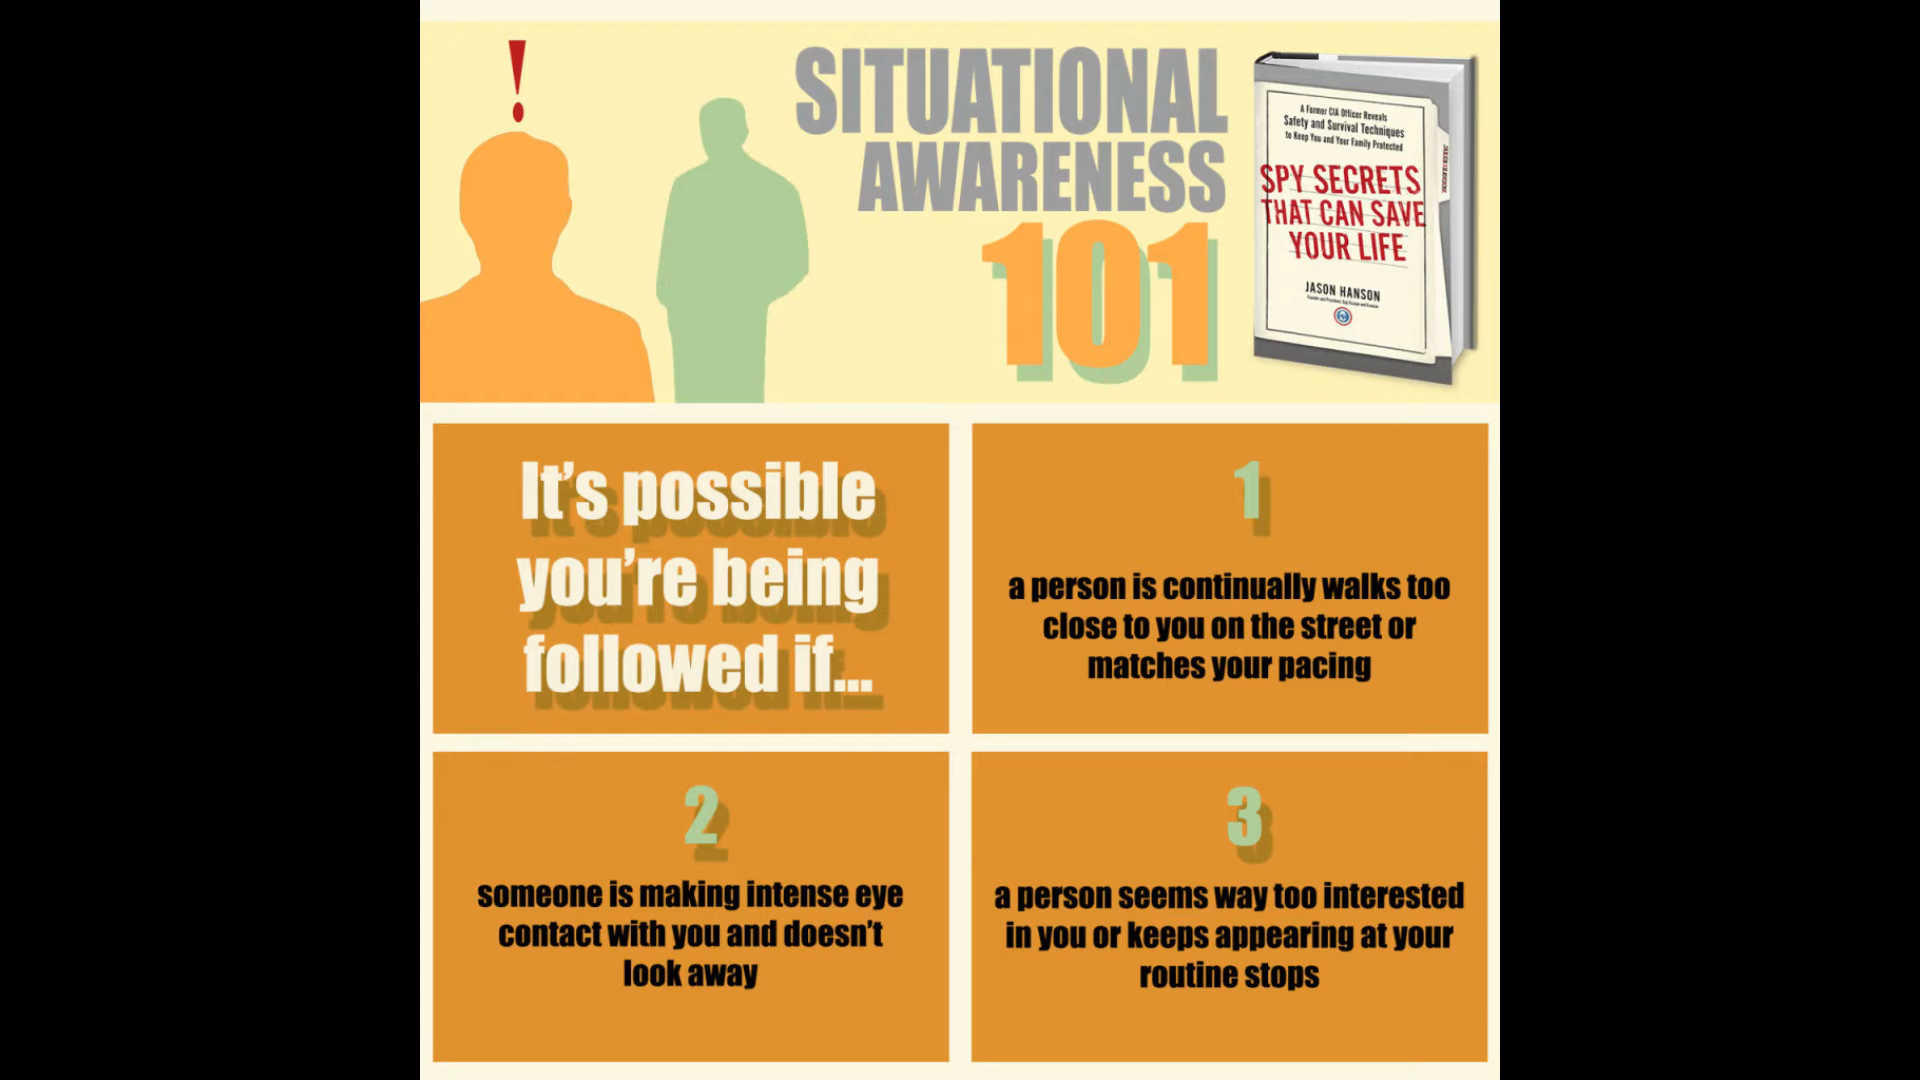 !
SITUATIONAL
AWARENESS
101
A Former CIA Officer Reveals
Safety and Survival Techniques
to Keep You and Your Family Protected
SPY SECRETS
THAT CAN SAVE
YOUR LIFE
JASON HANSON
It’s possible
you’re being
followed if...
1
a person is continually walks too
close to you on the street or
matches your pacing
2
someone is making intense eye
contact with you and doesn’t
look away
3
a person seems way too interested
in you or keeps appearing at your
routine stops